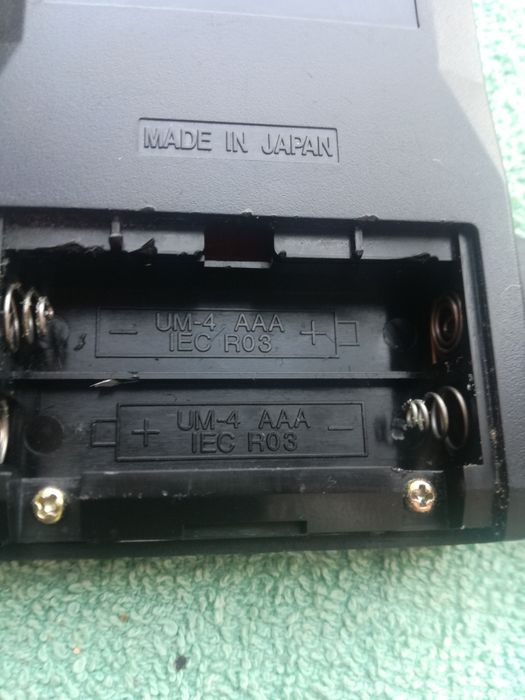 MADE IN JAPAN
− UM-4 AAA +
IEC R03
+ UM-4 AAA −
IEC R03